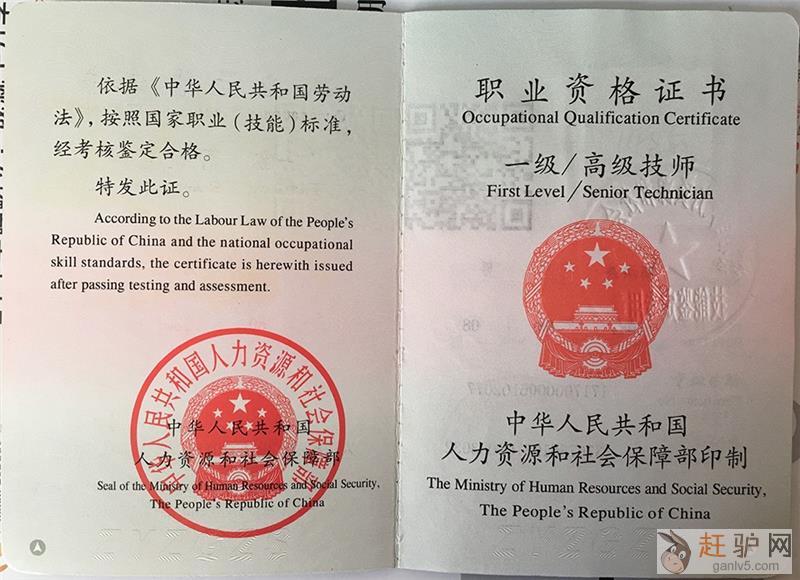 依据《中华人民共和国劳动
法》，按照国家职业（技能）标准，
经考核鉴定合格。
特发此证。
According to the Labour Law of the People's
Republic of China and the national occupational
skill standards, the certificate is herewith issued
after passing testing and assessment.
中华人民共和国人力资源和社会保障部
中华人民共和国
人力资源和社会保障部
Seal of the Ministry of Human Resources and Social Security,
The People's Republic of China
职业资格证书
Occupational Qualification Certificate
一级/高级技师
First Level/Senior Technician
中华人民共和国
人力资源和社会保障部印制
The Ministry of Human Resources and Social Security,
The People's Republic of China
赶驴网
ganlv5.com